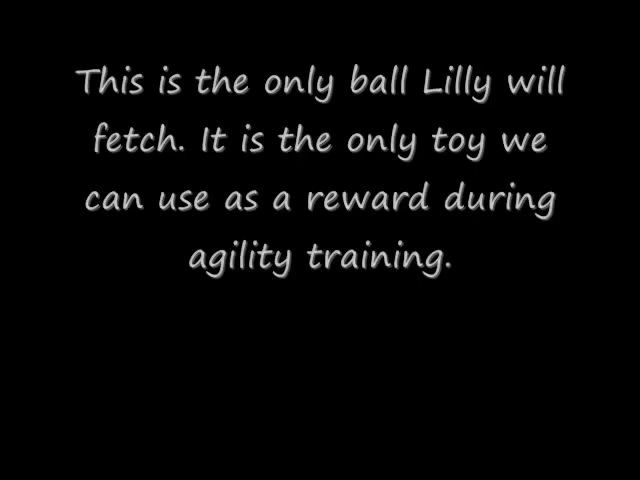 This is the only ball Lilly will
fetch. It is the only toy we
can use as a reward during
agility training.